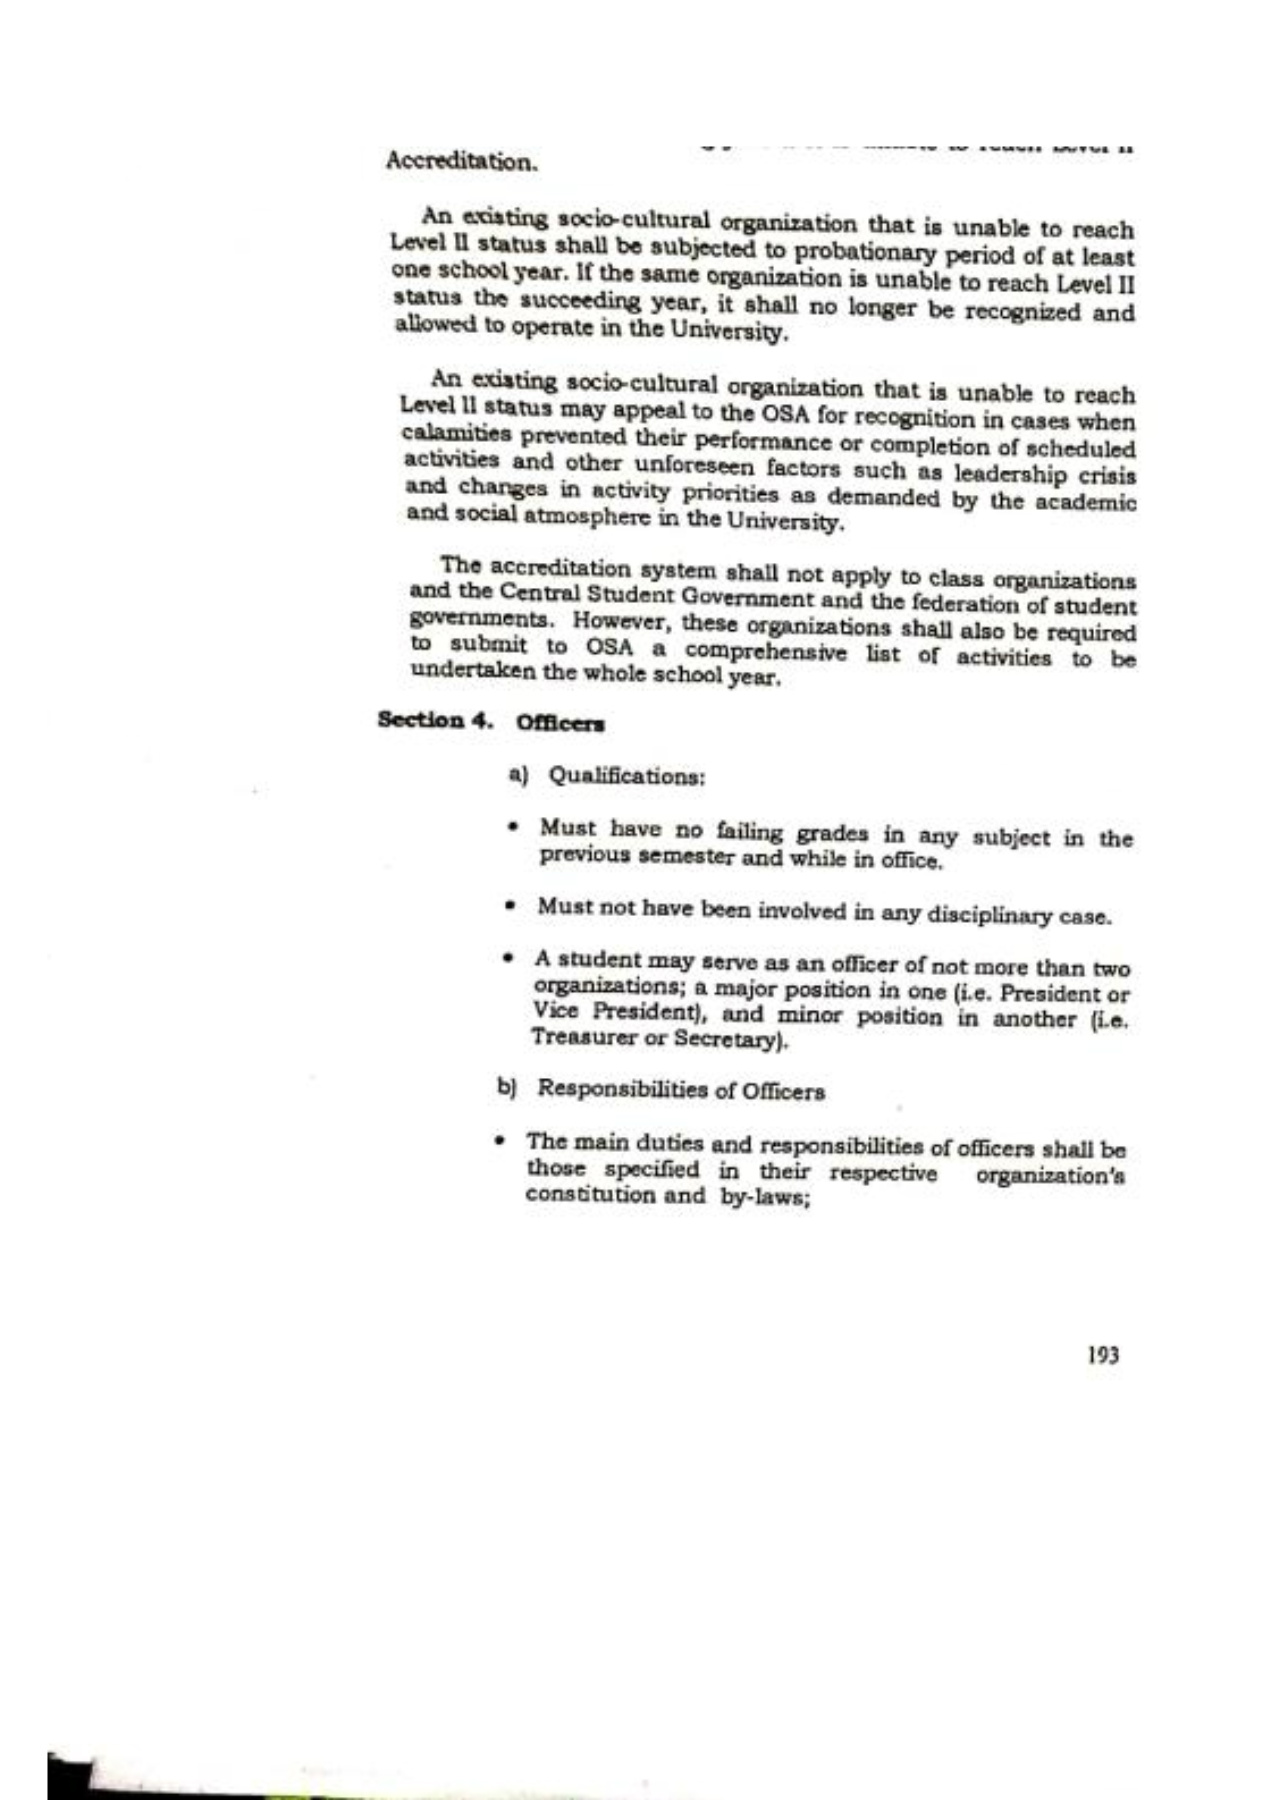 to reach Level II
Accreditation.
An existing socio-cultural organization that is unable to reach
Level II status shall be subjected to probationary period of at least
one school year. If the same organization is unable to reach Level II
status the succeeding year, it shall no longer be recognized and
allowed to operate in the University.
An existing socio-cultural organization that is unable to reach
Level II status may appeal to the OSA for recognition in cases when
calamities prevented their performance or completion of scheduled
activities and other unforeseen factors such as leadership crisis
and changes in activity priorities as demanded by the academic
and social atmosphere in the University.
The accreditation system shall not apply to class organizations
and the Central Student Government and the federation of student
governments. However, these organizations shall also be required
to submit to OSA a comprehensive list of activities to be
undertaken the whole school year.
Section 4. Officers
a) Qualifications:
• Must have no failing grades in any subject in the
previous semester and while in office.
• Must not have been involved in any disciplinary case.
• A student may serve as an officer of not more than two
organizations; a major position in one (i.e. President or
Vice President), and minor position in another (i.e.
Treasurer or Secretary).
b) Responsibilities of Officers
• The main duties and responsibilities of officers shall be
those specified in their respective organization's
constitution and by-laws;
193